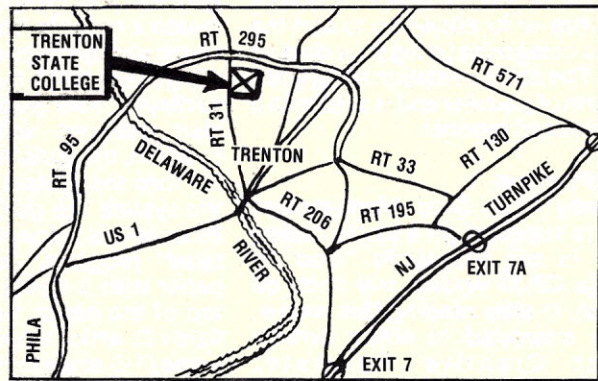 TRENTON
STATE
COLLEGE
RT 295
RT 571
RT 31
RT 95
DELAWARE
TRENTON
RT 33
RT 130
TURNPIKE
RT 206
RT 195
US 1
RIVER
NJ
EXIT 7A
PHILA
EXIT 7